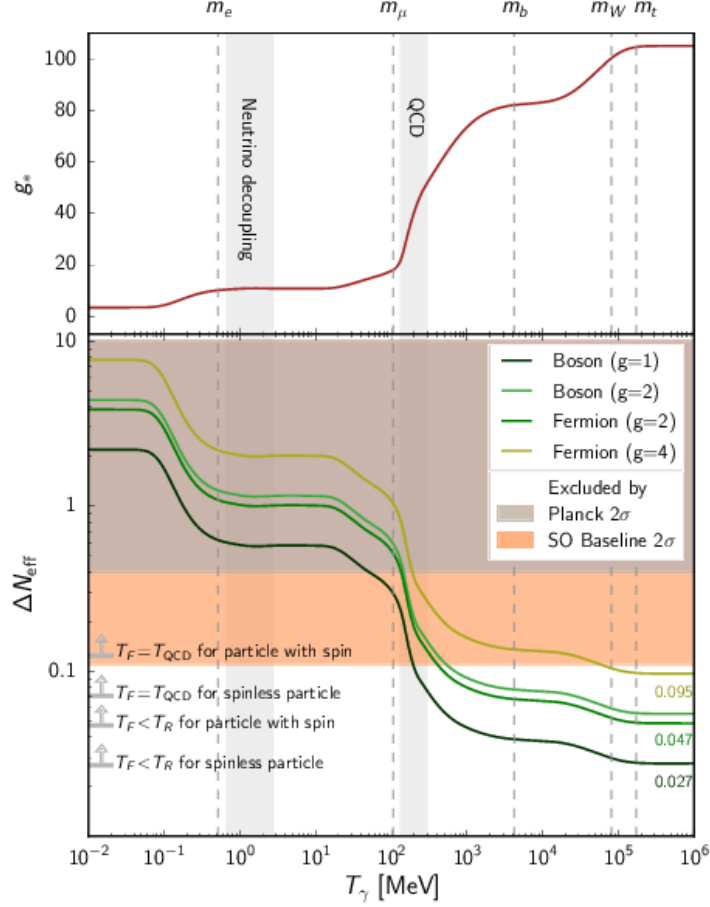 m_e m_μ m_b m_W m_t
100
80
60
40
20
0
g_*
Neutrino decoupling
QCD
10
1
0.1
ΔN_eff
Boson (g=1)
Boson (g=2)
Fermion (g=2)
Fermion (g=4)
Excluded by
Planck 2σ
SO Baseline 2σ
T_F = T_QCD for particle with spin
T_F = T_QCD for spinless particle
T_F < T_R for particle with spin
T_F < T_R for spinless particle
0.095
0.047
0.027
10^−2 10^−1 10^0 10^1 10^2 10^3 10^4 10^5 10^6
T_γ [MeV]